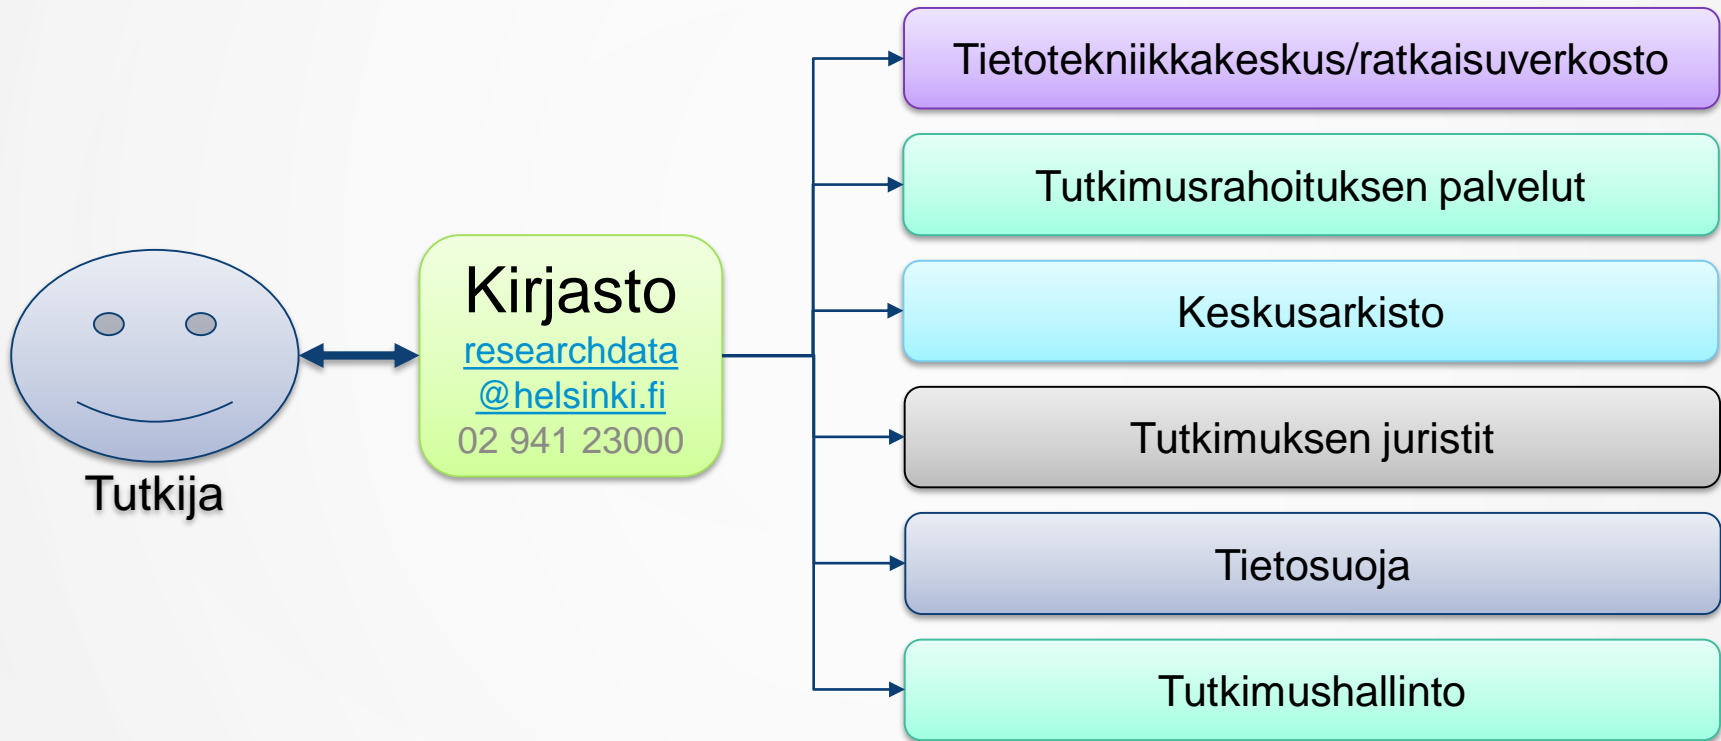 Tutkija
Kirjasto
researchdata
@helsinki.fi
02 941 23000
Tietotekniikkakeskus/ratkaisuverkosto
Tutkimusrahoituksen palvelut
Keskusarkisto
Tutkimuksen juristit
Tietosuoja
Tutkimushallinto